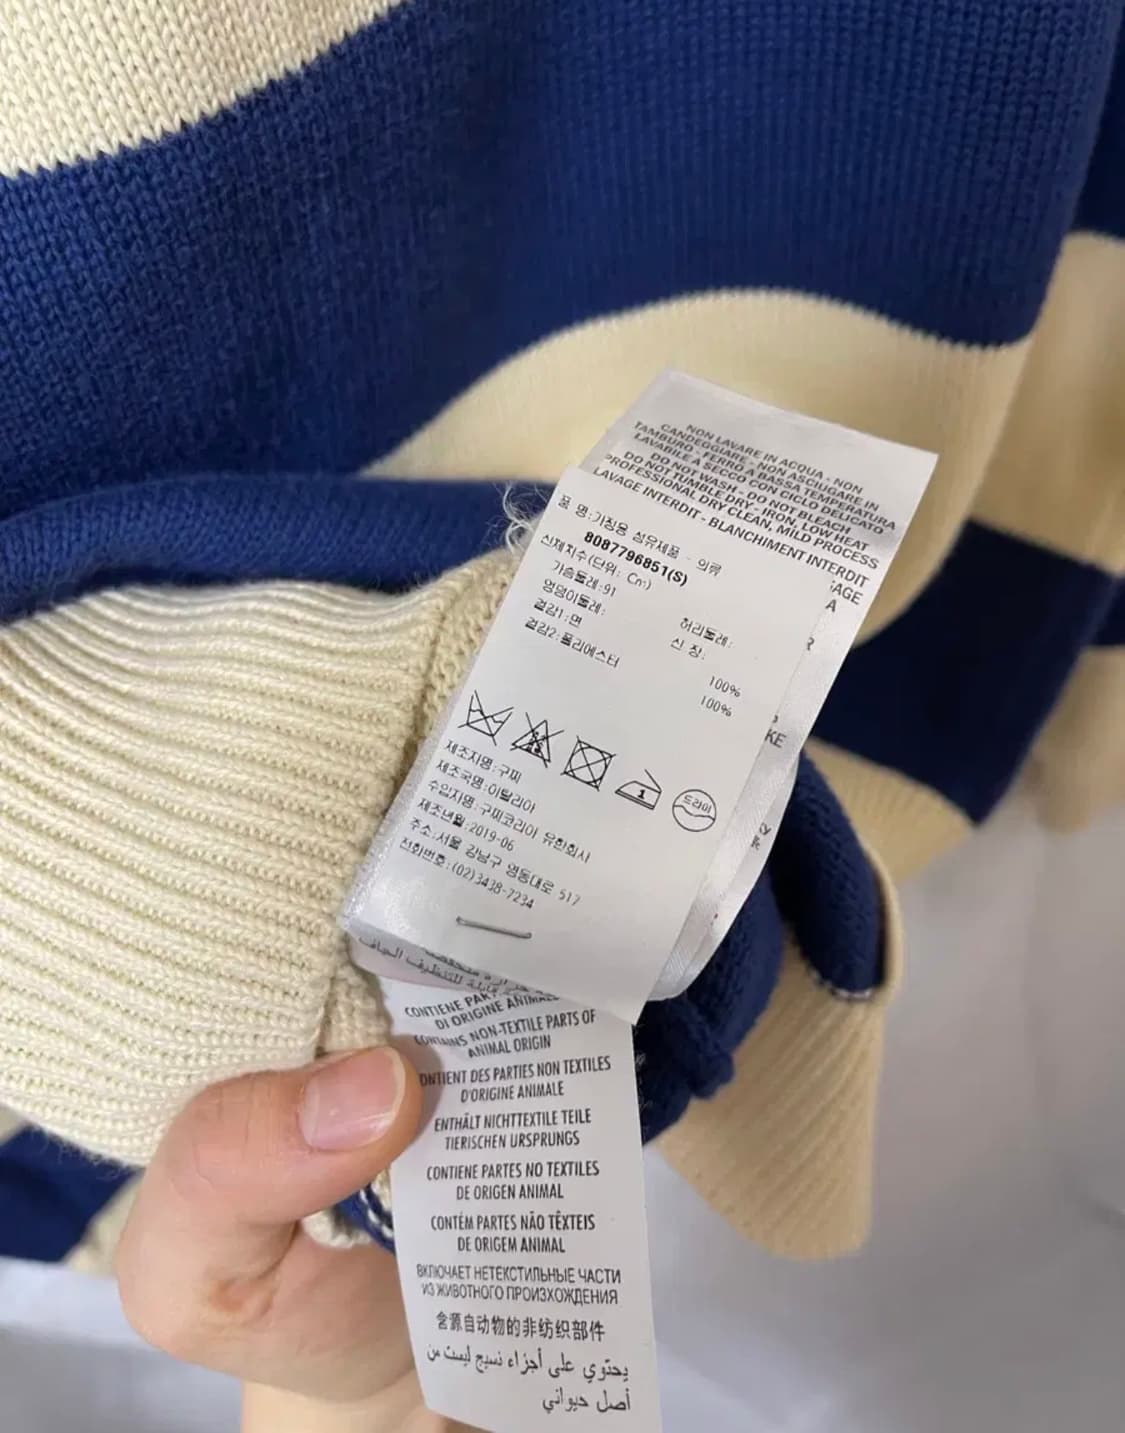 NON LAVARE IN ACQUA - NON
CANDEGGIARE - NON ASCIUGARE IN
TAMBURO - FERRO A BASSA TEMPERATURA
LAVABILE A SECCO CON CICLO DELICATO
DO NOT WASH - DO NOT BLEACH
DO NOT TUMBLE DRY - IRON, LOW HEAT
PROFESSIONAL DRY CLEAN, MILD PROCESS
LAVAGE INTERDIT - BLANCHIMENT INTERDIT
품 명:가정용 섬유제품 - 의류
8087796851(S)
신체치수(단위: Cm)
가슴둘레:91
허리둘레:
엉덩이둘레:
신 장:
겉감1:면 100%
겉감2:폴리에스터 100%
1
드라이
제조자명:구찌
제조국명:이탈리아
수입자명:구찌코리아 유한회사
제조년월:2019-06
주소:서울 강남구 영동대로 517
전화번호:(02)3438-7234
قابلة للتنظيف الجاف
CONTIENE
DI ORIGINE ANIMALE
CONTAINS NON-TEXTILE PARTS OF
ANIMAL ORIGIN
CONTIENT DES PARTIES NON TEXTILES
D'ORIGINE ANIMALE
ENTHÄLT NICHTTEXTILE TEILE
TIERISCHEN URSPRUNGS
CONTIENE PARTES NO TEXTILES
DE ORIGEN ANIMAL
CONTÉM PARTES NÃO TÊXTEIS
DE ORIGEM ANIMAL
ВКЛЮЧАЕТ НЕТЕКСТИЛЬНЫЕ ЧАСТИ
ИЗ ЖИВОТНОГО ПРОИЗХОЖДЕНИЯ
含源自动物的非纺织部件
يحتوي على أجزاء نسيج ليست من
أصل حيواني